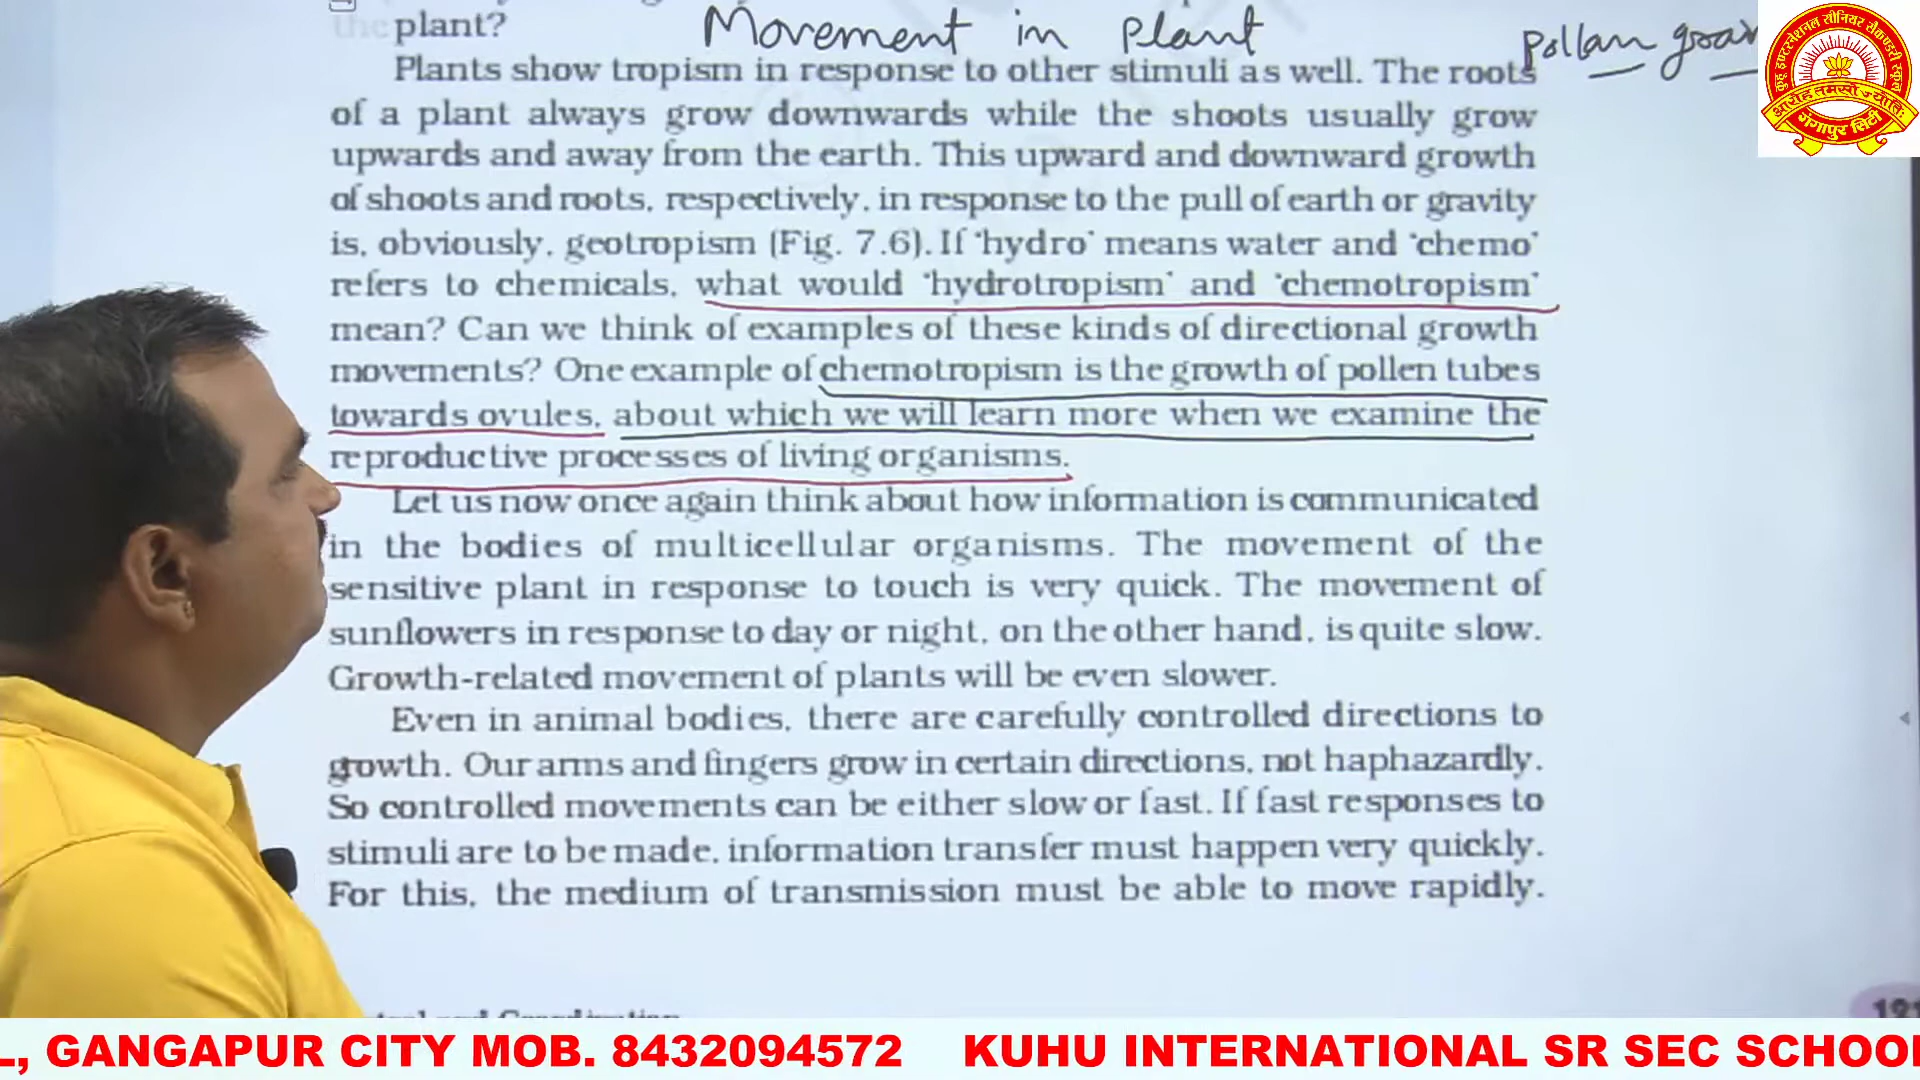 the plant?
Movement in Plant
Pollan grain
Plants show tropism in response to other stimuli as well. The roots
of a plant always grow downwards while the shoots usually grow
upwards and away from the earth. This upward and downward growth
of shoots and roots, respectively, in response to the pull of earth or gravity
is, obviously, geotropism (Fig. 7.6). If ‘hydro’ means water and ‘chemo’
refers to chemicals, what would ‘hydrotropism’ and ‘chemotropism’
mean? Can we think of examples of these kinds of directional growth
movements? One example of chemotropism is the growth of pollen tubes
towards ovules, about which we will learn more when we examine the
reproductive processes of living organisms.
Let us now once again think about how information is communicated
in the bodies of multicellular organisms. The movement of the
sensitive plant in response to touch is very quick. The movement of
sunflowers in response to day or night, on the other hand, is quite slow.
Growth-related movement of plants will be even slower.
Even in animal bodies, there are carefully controlled directions to
growth. Our arms and fingers grow in certain directions, not haphazardly.
So controlled movements can be either slow or fast. If fast responses to
stimuli are to be made, information transfer must happen very quickly.
For this, the medium of transmission must be able to move rapidly.
कुहू इण्टरनेशनल सीनियर सैकण्डरी स्कूल
आरोह तमसो ज्योतिः
गंगापुर सिटी
L, GANGAPUR CITY MOB. 8432094572 KUHU INTERNATIONAL SR SEC SCHOOL